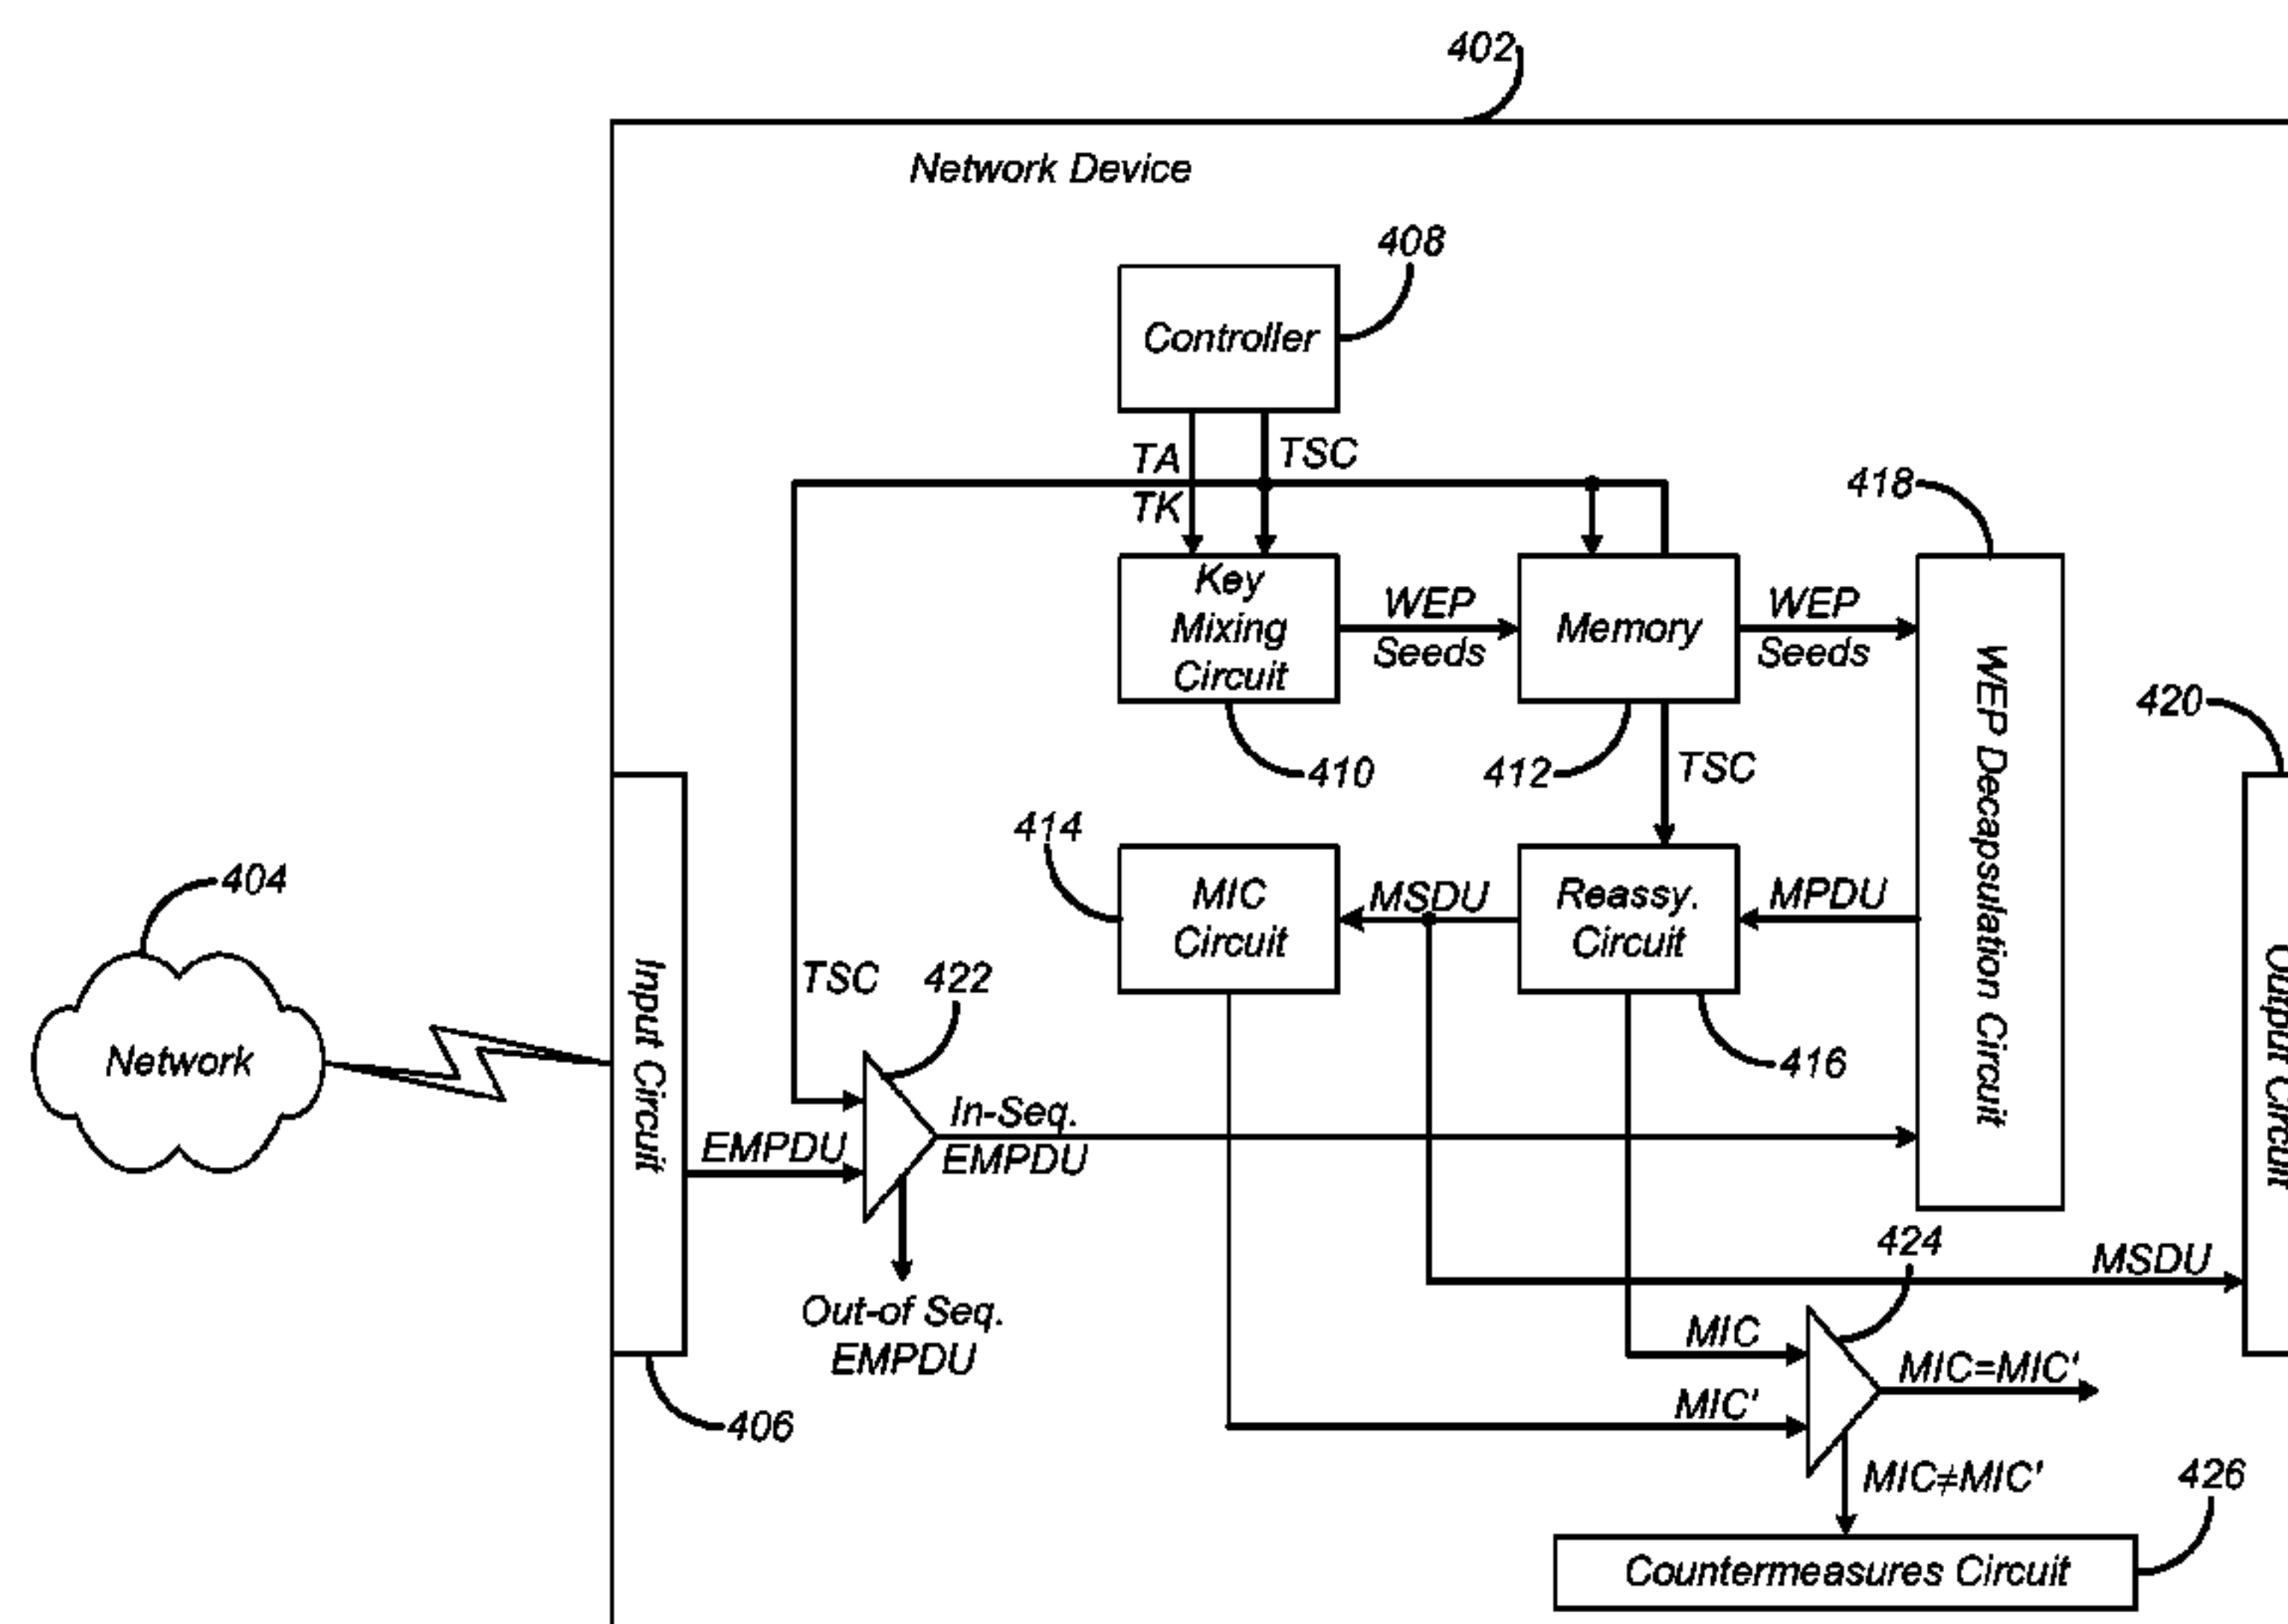 402
Network Device
408
Controller
TA
TSC
TK
418
Key
Mixing
Circuit
WEP
Seeds
Memory
WEP
Seeds
WEP Decapsulation Circuit
420
410
412
TSC
414
MIC
Circuit
MSDU
Reassy.
Circuit
MPDU
404
Network
Input Circuit
TSC
422
416
Output Circuit
In-Seq.
EMPDU
EMPDU
424
MSDU
Out-of Seq.
EMPDU
MIC
MIC=MIC'
MIC'
406
MIC≠MIC'
426
Countermeasures Circuit